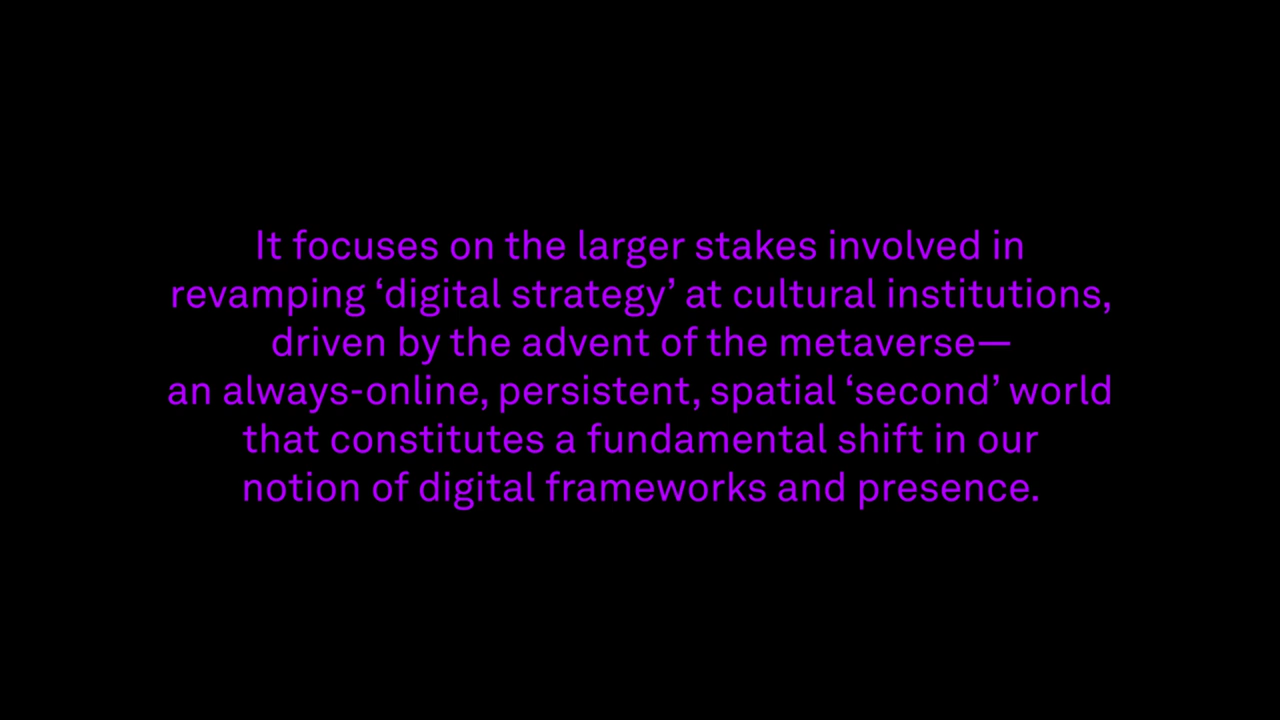 It focuses on the larger stakes involved in
revamping ‘digital strategy’ at cultural institutions,
driven by the advent of the metaverse—
an always-online, persistent, spatial ‘second’ world
that constitutes a fundamental shift in our
notion of digital frameworks and presence.